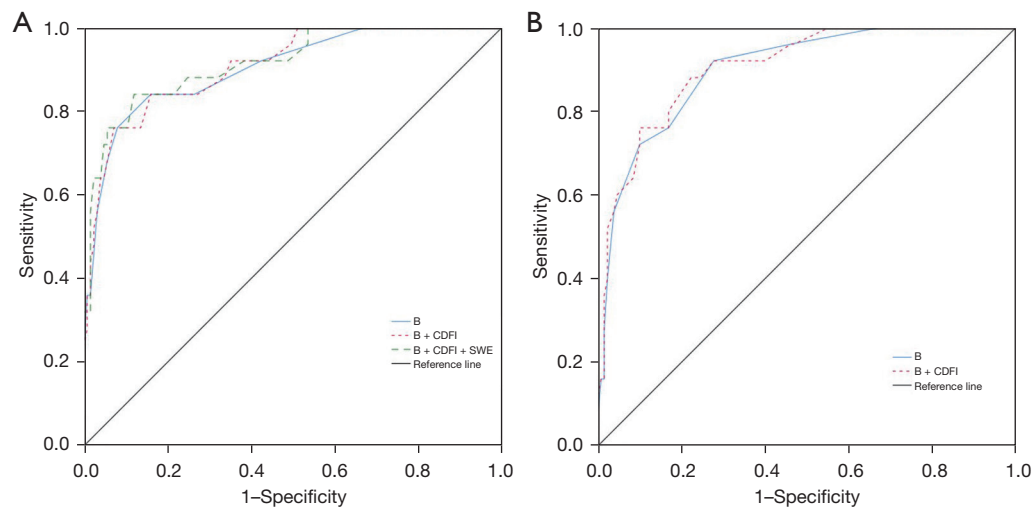 A
1.0
0.8
0.6
0.4
0.2
0.0
Sensitivity
B
B + CDFI
B + CDFI + SWE
Reference line
0.0 0.2 0.4 0.6 0.8 1.0
1–Specificity
B
1.0
0.8
0.6
0.4
0.2
0.0
Sensitivity
B
B + CDFI
Reference line
0.0 0.2 0.4 0.6 0.8 1.0
1–Specificity